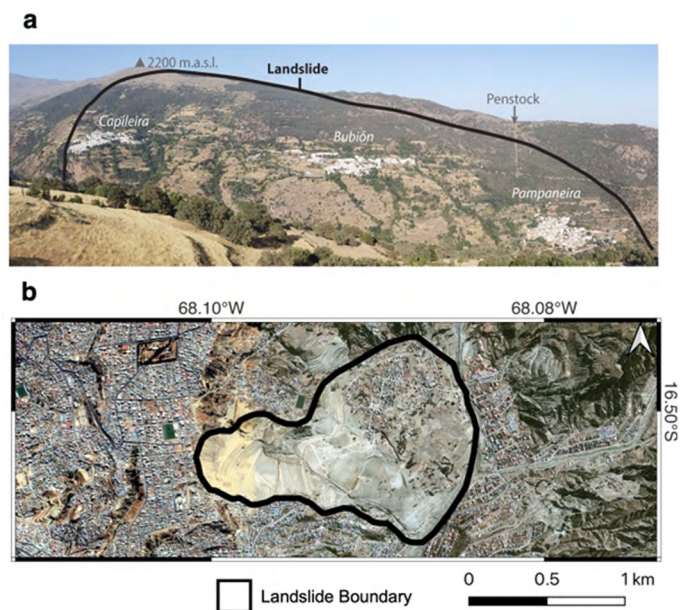 a
▲ 2200 m.a.s.l.
Landslide
Penstock
Capileira
Bubión
Pampaneira
b
68.10°W 68.08°W
16.50°S
Landslide Boundary
0 0.5 1 km